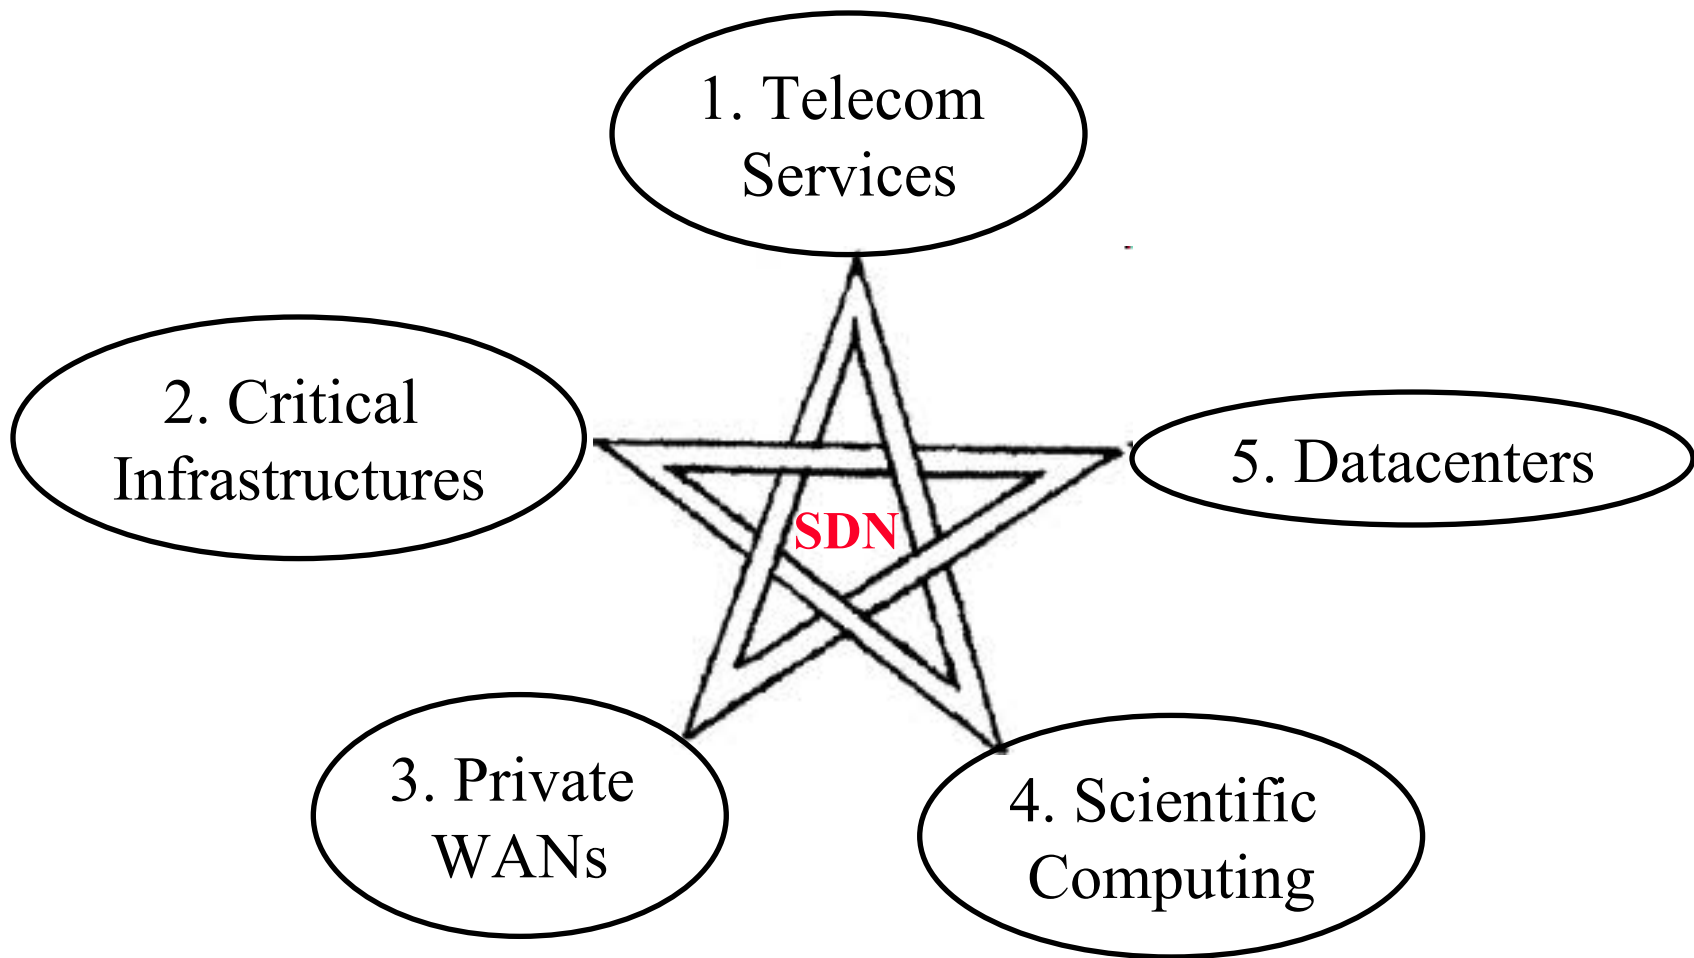 1. Telecom
Services
2. Critical
Infrastructures
5. Datacenters
SDN
3. Private
WANs
4. Scientific
Computing